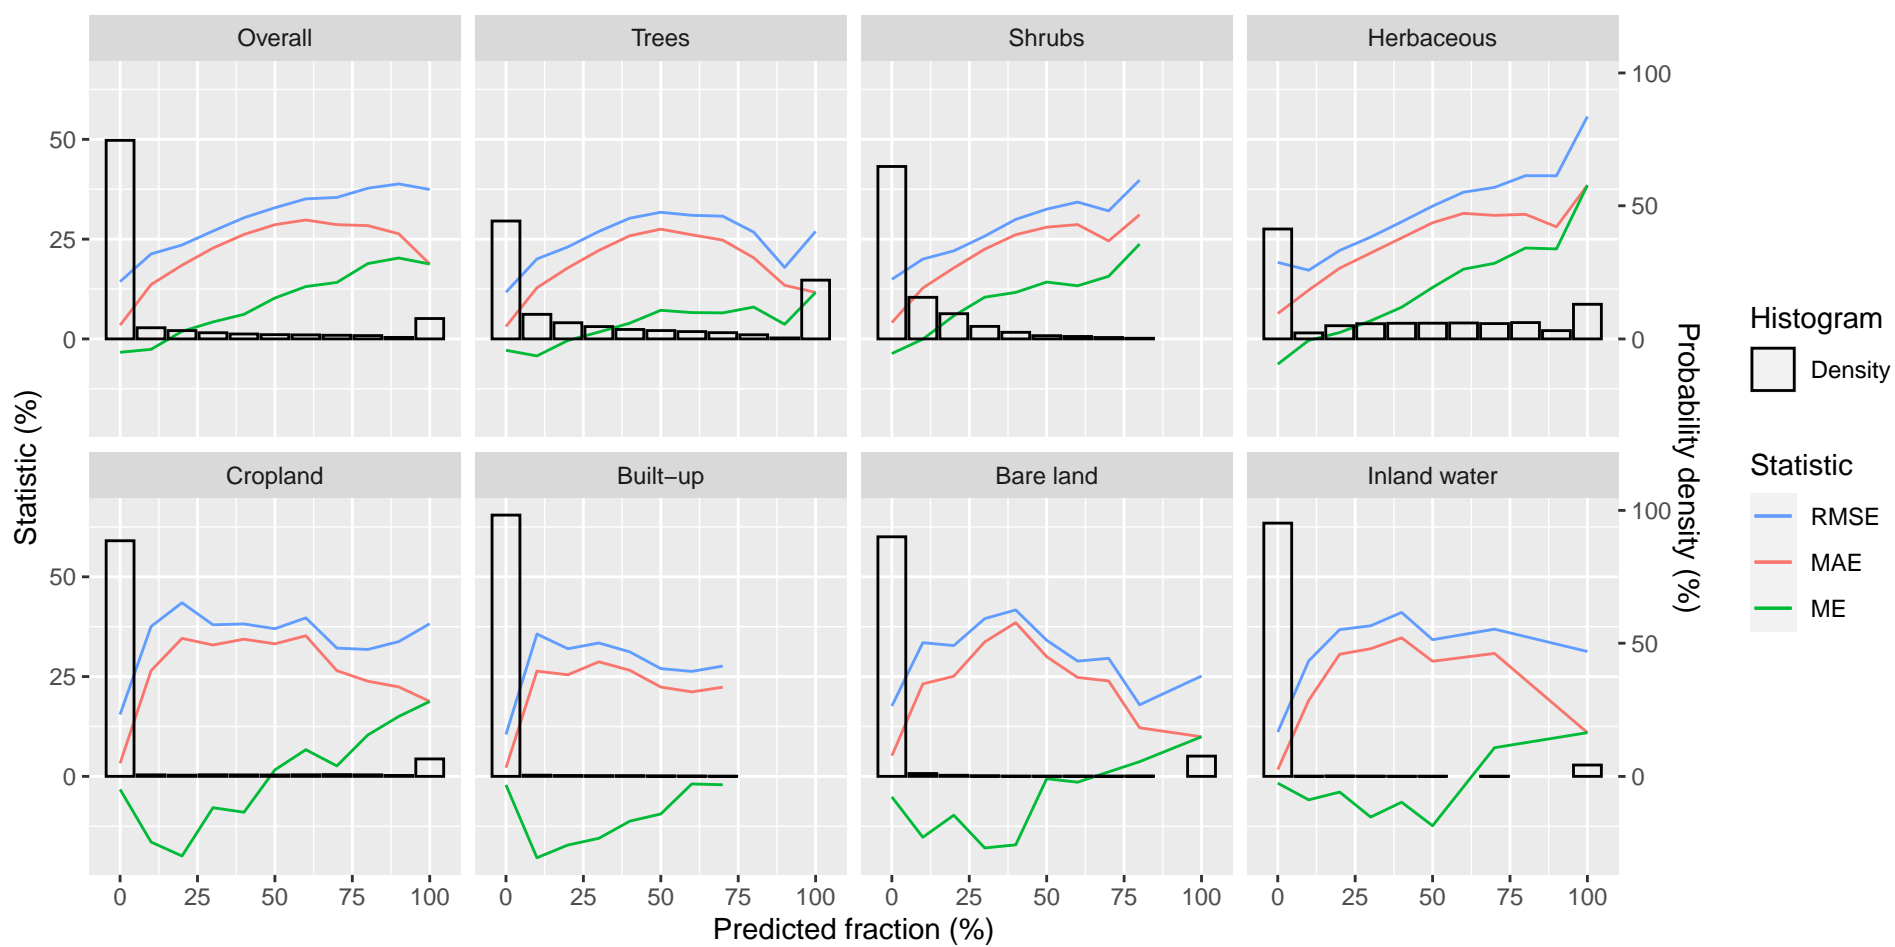 Overall Trees Shrubs Herbaceous
100
50
50
25
0
0
Cropland Built−up Bare land Inland water
100
50
50
25
0
0
0 25 50 75 100 0 25 50 75 100 0 25 50 75 100 0 25 50 75 100
Predicted fraction (%)
Statistic (%)
Probability density (%)
Histogram
Density
Statistic
RMSE
MAE
ME